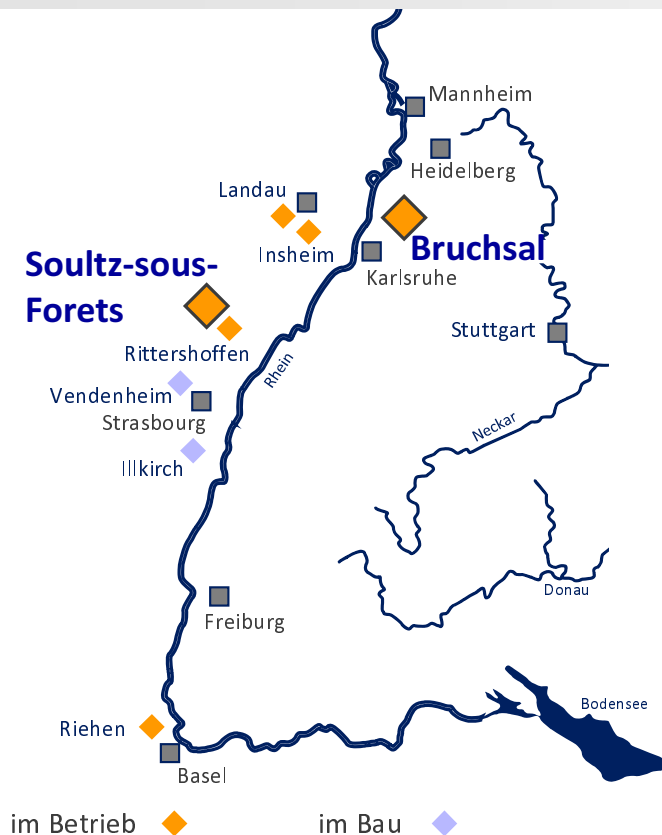 Mannheim
Heidelberg
Landau
Insheim
Bruchsal
Karlsruhe
Soultz-sous-
Forets
Rittershoffen
Stuttgart
Rhein
Vendenheim
Strasbourg
Neckar
Illkirch
Donau
Freiburg
Riehen
Bodensee
Basel
im Betrieb
im Bau